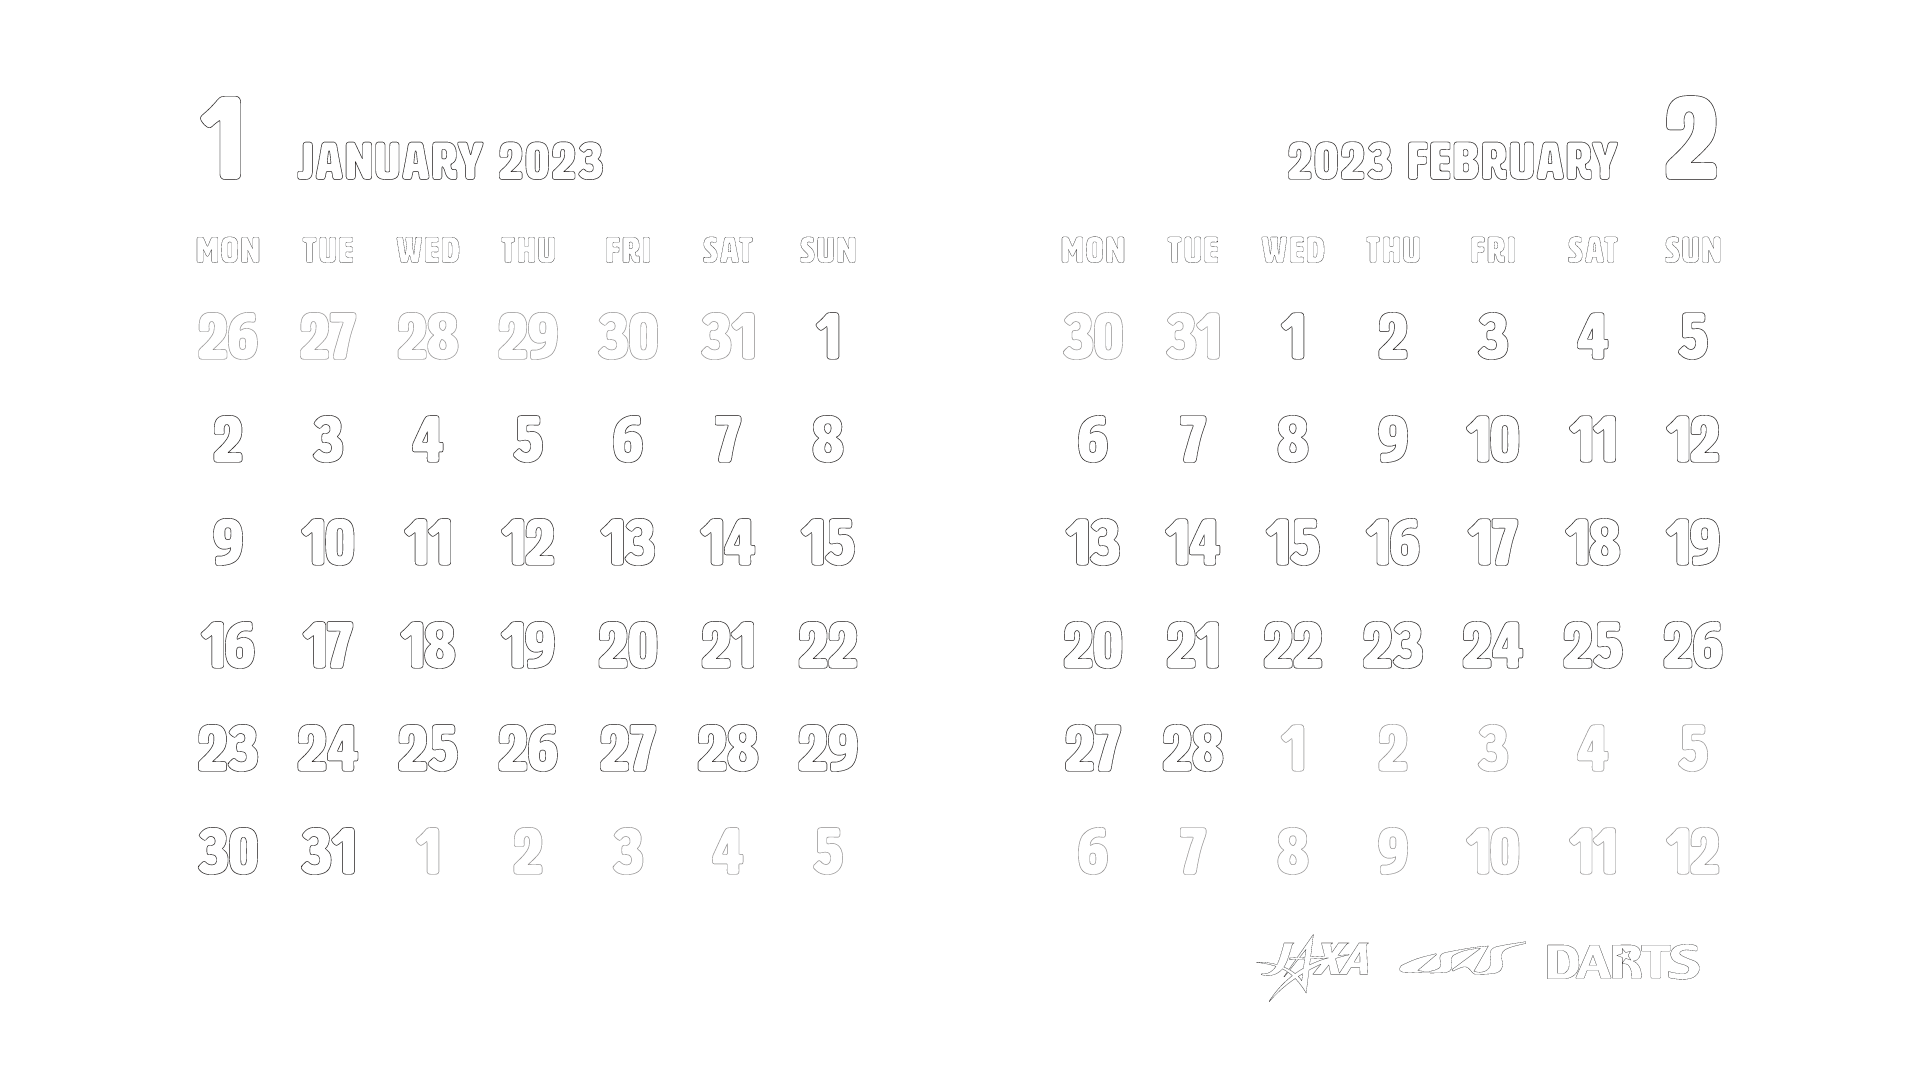 1 JANUARY 2023
MON TUE WED THU FRI SAT SUN
26 27 28 29 30 31 1
2 3 4 5 6 7 8
9 10 11 12 13 14 15
16 17 18 19 20 21 22
23 24 25 26 27 28 29
30 31 1 2 3 4 5
2023 FEBRUARY 2
MON TUE WED THU FRI SAT SUN
30 31 1 2 3 4 5
6 7 8 9 10 11 12
13 14 15 16 17 18 19
20 21 22 23 24 25 26
27 28 1 2 3 4 5
6 7 8 9 10 11 12
JAXA ISAS DARTS